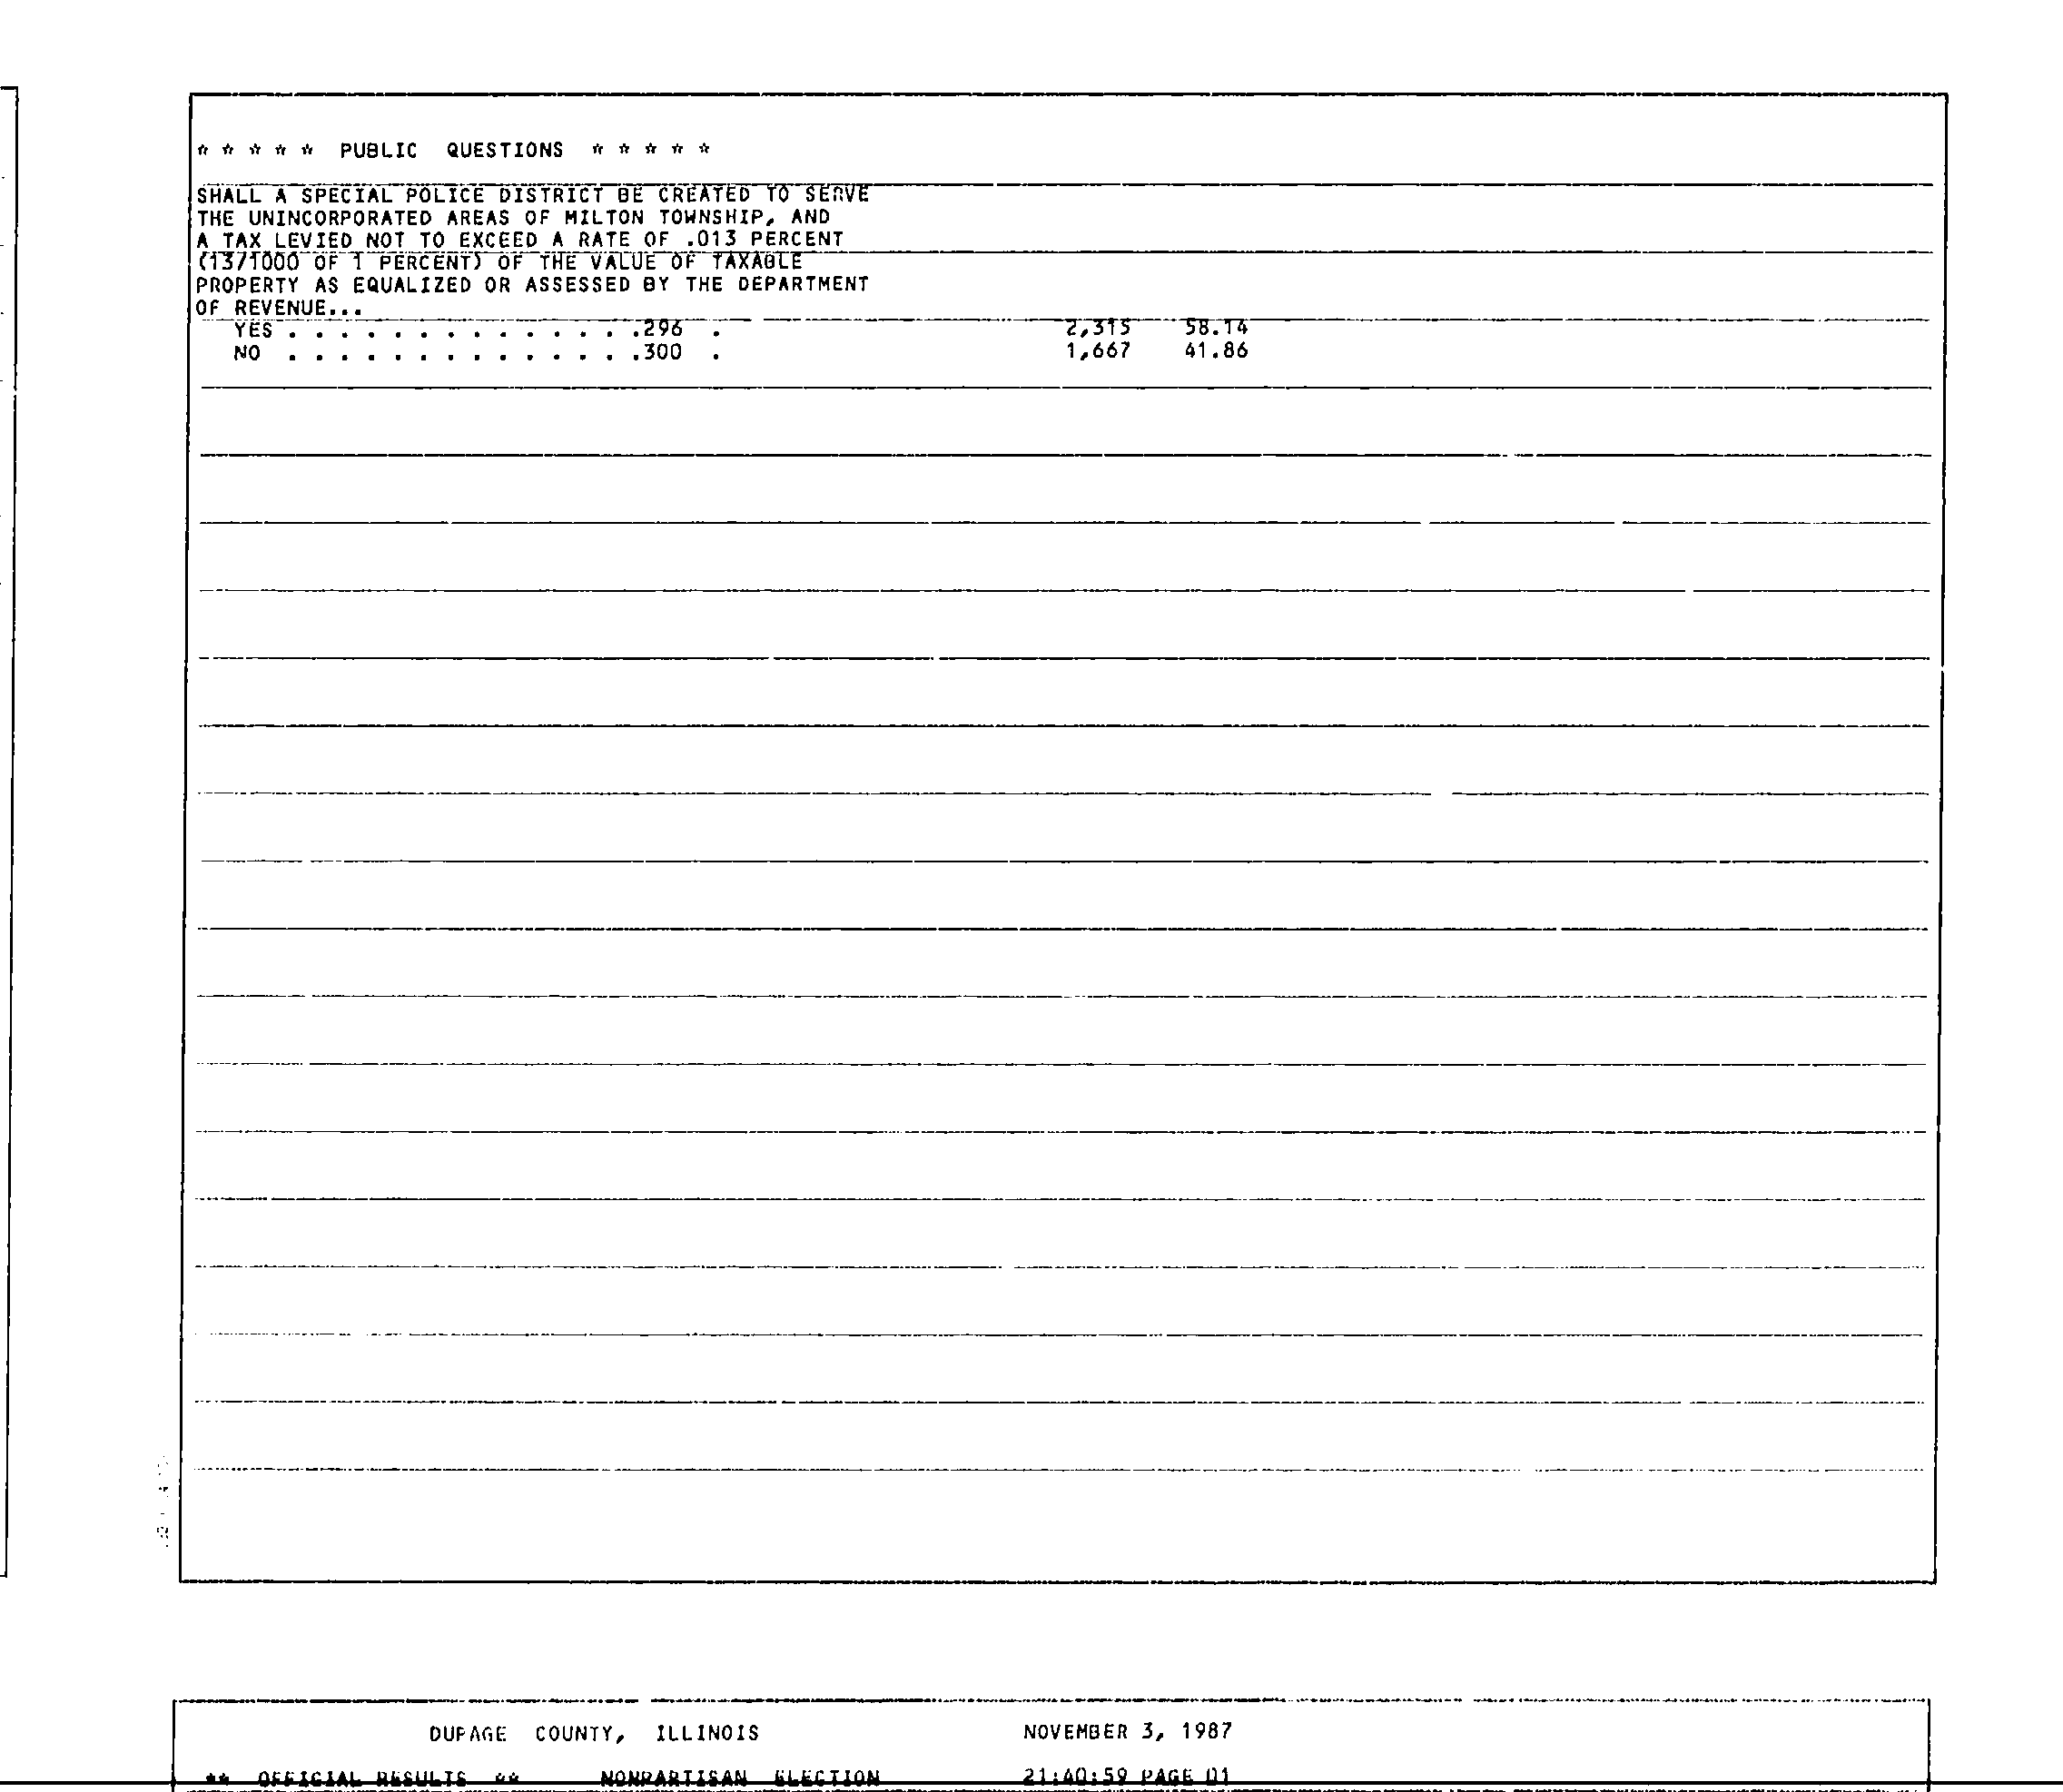 * * * * * PUBLIC QUESTIONS * * * * *
SHALL A SPECIAL POLICE DISTRICT BE CREATED TO SERVE
THE UNINCORPORATED AREAS OF MILTON TOWNSHIP, AND
A TAX LEVIED NOT TO EXCEED A RATE OF .013 PERCENT
(13/1000 OF 1 PERCENT) OF THE VALUE OF TAXABLE
PROPERTY AS EQUALIZED OR ASSESSED BY THE DEPARTMENT
OF REVENUE...
YES . . . . . . . . . . . . . .296 . 2,315 58.14
NO . . . . . . . . . . . . . .300 . 1,667 41.86
DUPAGE COUNTY, ILLINOIS NOVEMBER 3, 1987
** OFFICIAL RESULTS ** NONPARTISAN ELECTION 21:40:59 PAGE 01